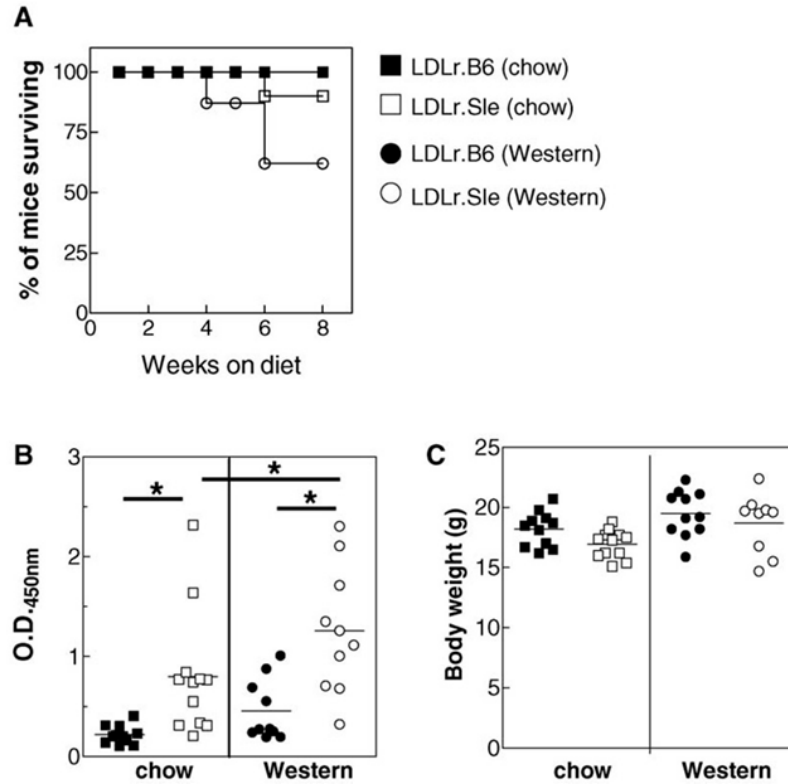 A
% of mice surviving
100
75
50
25
0
0 2 4 6 8
Weeks on diet
LDLr.B6 (chow)
LDLr.Sle (chow)
LDLr.B6 (Western)
LDLr.Sle (Western)
B
O.D.450nm
3
2
1
0
* * *
chow Western
C
Body weight (g)
25
20
15
10
5
0
chow Western